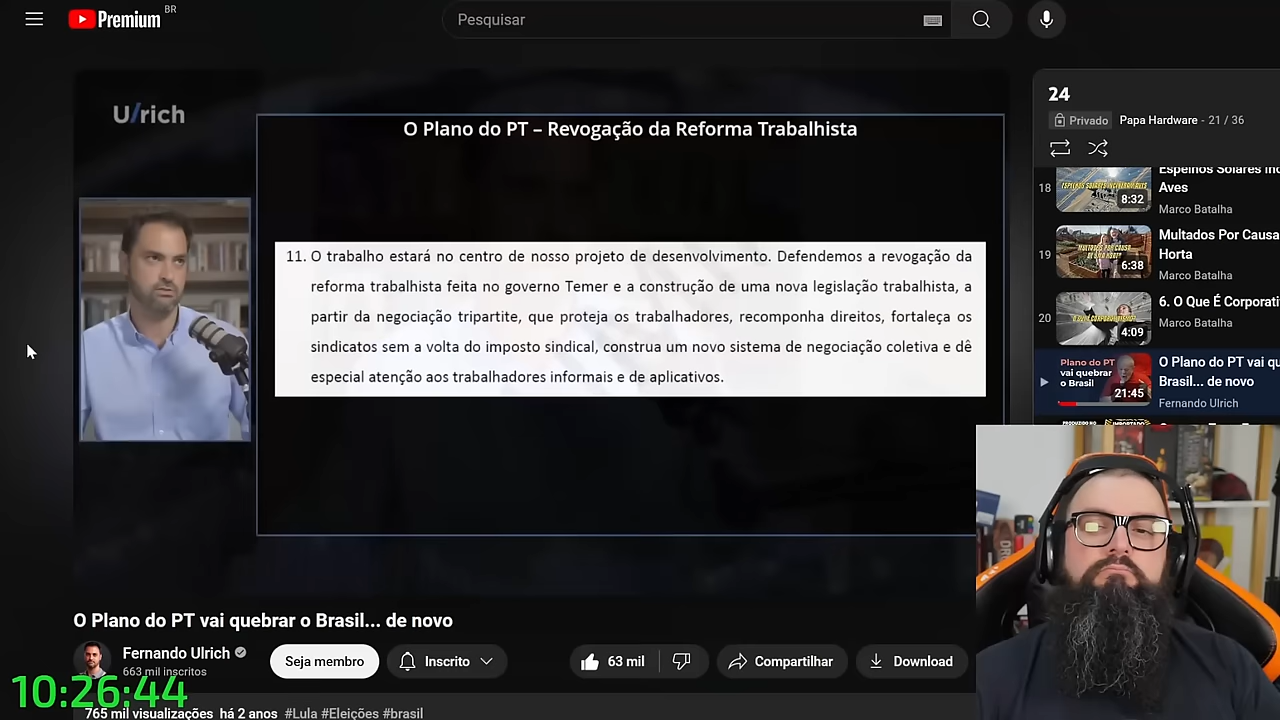 Premium BR
Pesquisar
U/rich
O Plano do PT – Revogação da Reforma Trabalhista
11. O trabalho estará no centro de nosso projeto de desenvolvimento. Defendemos a revogação da
reforma trabalhista feita no governo Temer e a construção de uma nova legislação trabalhista, a
partir da negociação tripartite, que proteja os trabalhadores, recomponha direitos, fortaleça os
sindicatos sem a volta do imposto sindical, construa um novo sistema de negociação coletiva e dê
especial atenção aos trabalhadores informais e de aplicativos.
24
Privado Papa Hardware - 21 / 36
18
8:32
Espelhos Solares Inc
Aves
Marco Batalha
19
6:38
Multados Por Causa
Horta
Marco Batalha
20
4:09
6. O Que É Corporati
Marco Batalha
Plano do PT
vai quebrar
o Brasil
21:45
O Plano do PT vai qu
Brasil... de novo
Fernando Ulrich
O Plano do PT vai quebrar o Brasil... de novo
Fernando Ulrich
663 mil inscritos
Seja membro
Inscrito
63 mil
Compartilhar
Download
10:26:44
765 mil visualizações há 2 anos #Lula #Eleições #brasil